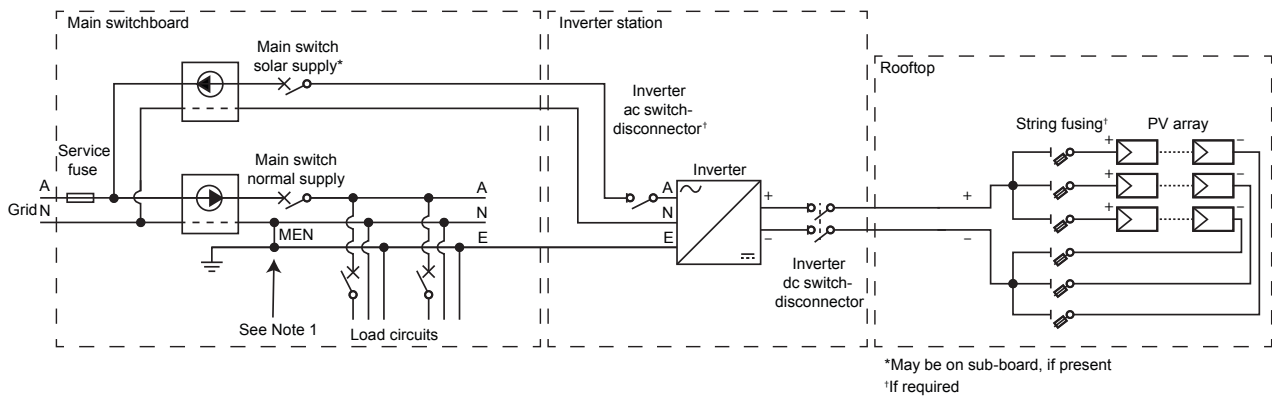 Main switchboard
Main switch
solar supply*
Service
fuse
Main switch
normal supply
A
Grid N
A
N
E
MEN
See Note 1
Load circuits
Inverter station
Inverter
ac switch-
disconnector†
Inverter
A
N
E
+
−
Inverter
dc switch-
disconnector
Rooftop
String fusing†
PV array
+
−
+ −
+ −
+ −
*May be on sub-board, if present
†If required